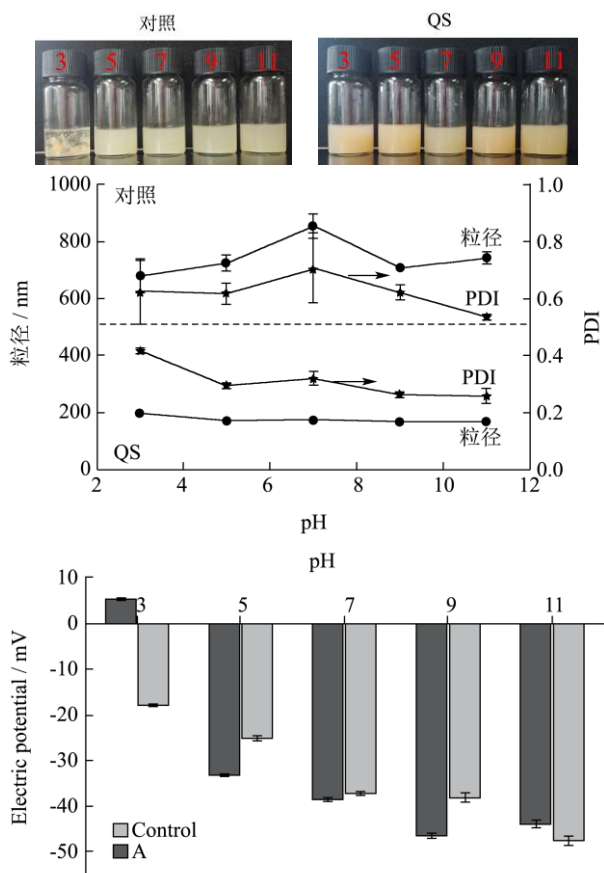 对照 QS
3 5 7 9 11 3 5 7 9 11
1000 1.0
对照
800 粒径 0.8
600 PDI 0.6
粒径 / nm PDI
400 0.4
PDI
200 0.2
粒径
0 QS 0.0
2 4 6 8 10 12
pH
pH
10
3 5 7 9 11
0
-10
-20
Electric potential / mV
-30
-40
Control
-50 A